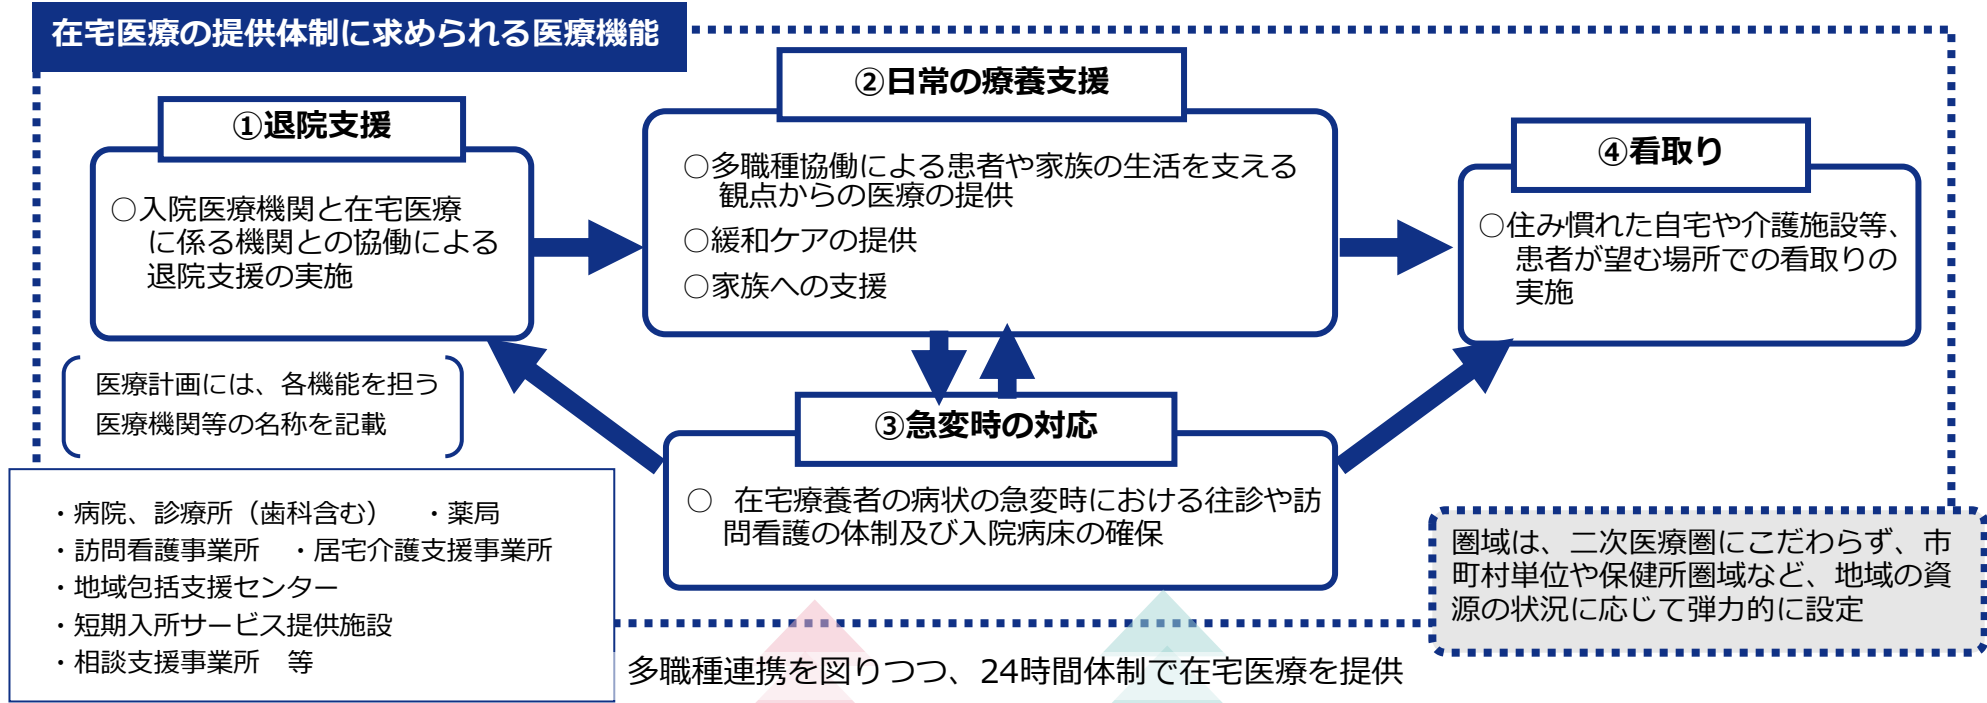 在宅医療の提供体制に求められる医療機能
①退院支援
○入院医療機関と在宅医療
に係る機関との協働による
退院支援の実施
②日常の療養支援
○多職種協働による患者や家族の生活を支える
観点からの医療の提供
○緩和ケアの提供
○家族への支援
④看取り
○住み慣れた自宅や介護施設等、
患者が望む場所での看取りの
実施
医療計画には、各機能を担う
医療機関等の名称を記載
③急変時の対応
○ 在宅療養者の病状の急変時における往診や訪
問看護の体制及び入院病床の確保
・病院、診療所（歯科含む） ・薬局
・訪問看護事業所 ・居宅介護支援事業所
・地域包括支援センター
・短期入所サービス提供施設
・相談支援事業所 等
圏域は、二次医療圏にこだわらず、市
町村単位や保健所圏域など、地域の資
源の状況に応じて弾力的に設定
多職種連携を図りつつ、24時間体制で在宅医療を提供